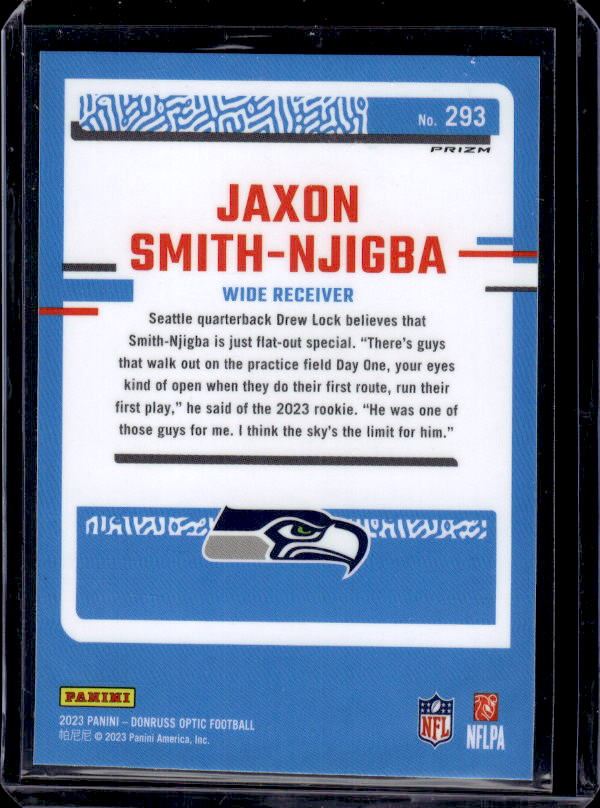 No. 293
PRIZM
JAXON
SMITH-NJIGBA
WIDE RECEIVER
Seattle quarterback Drew Lock believes that
Smith-Njigba is just flat-out special. “There’s guys
that walk out on the practice field Day One, your eyes
kind of open when they do their first route, run their
first play,” he said of the 2023 rookie. “He was one of
those guys for me. I think the sky’s the limit for him.”
PANINI
2023 PANINI – DONRUSS OPTIC FOOTBALL
帕尼尼 © 2023 Panini America, Inc.
NFL
NFLPA